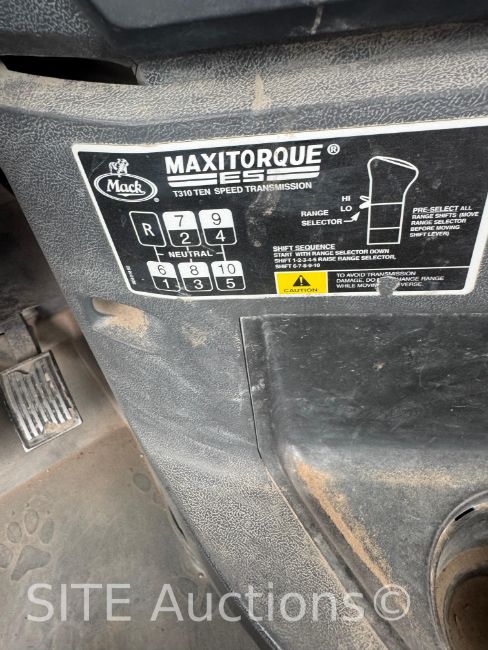 Mack
MAXITORQUE®
ES
T310 TEN SPEED TRANSMISSION
R 7 9
2 4
NEUTRAL
6 8 10
1 3 5
HI
LO
RANGE
SELECTOR
PRE-SELECT ALL
RANGE SHIFTS (MOVE
RANGE SELECTOR
BEFORE MOVING
SHIFT LEVER)
SHIFT SEQUENCE
START WITH RANGE SELECTOR DOWN
SHIFT 1-2-3-4-5 RAISE RANGE SELECTOR,
SHIFT 6-7-8-9-10
CAUTION
TO AVOID TRANSMISSION
DAMAGE, DO CHANGE RANGE
WHILE REVERSE.
SITE Auctions©